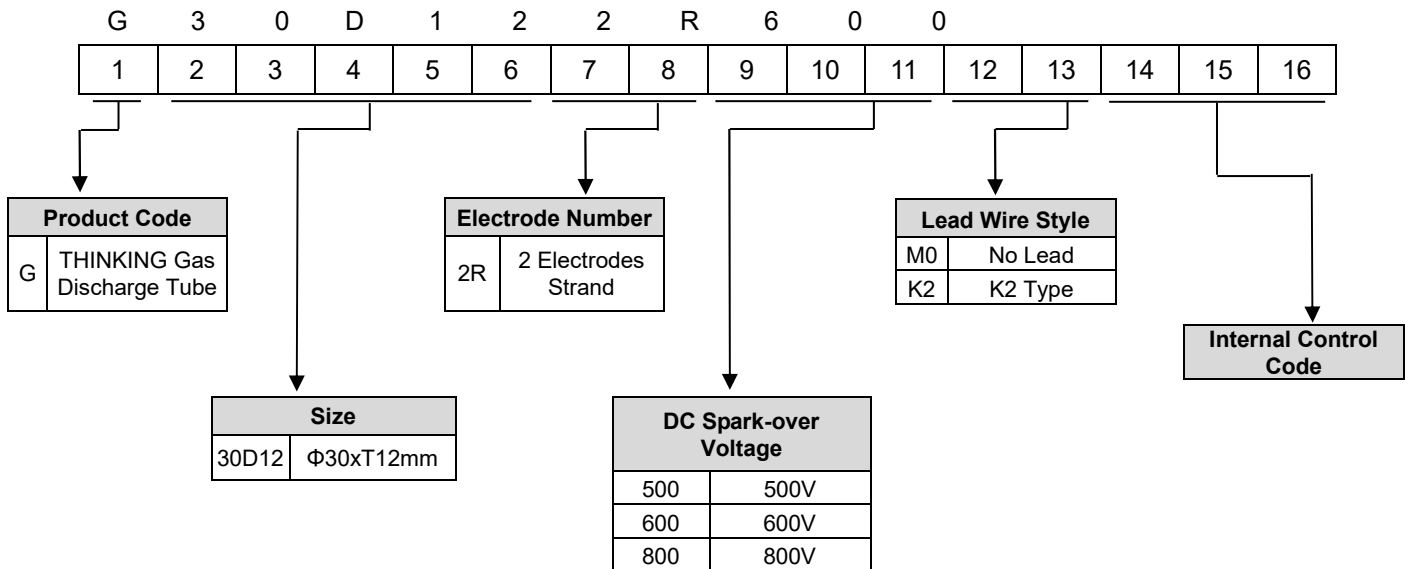 G 3 0 D 1 2 2 R 6 0 0
1 2 3 4 5 6 7 8 9 10 11 12 13 14 15 16
Product Code
G THINKING Gas
Discharge Tube
Electrode Number
2R 2 Electrodes
Strand
Lead Wire Style
M0 No Lead
K2 K2 Type
Internal Control
Code
Size
30D12 Φ30xT12mm
DC Spark-over
Voltage
500 500V
600 600V
800 800V